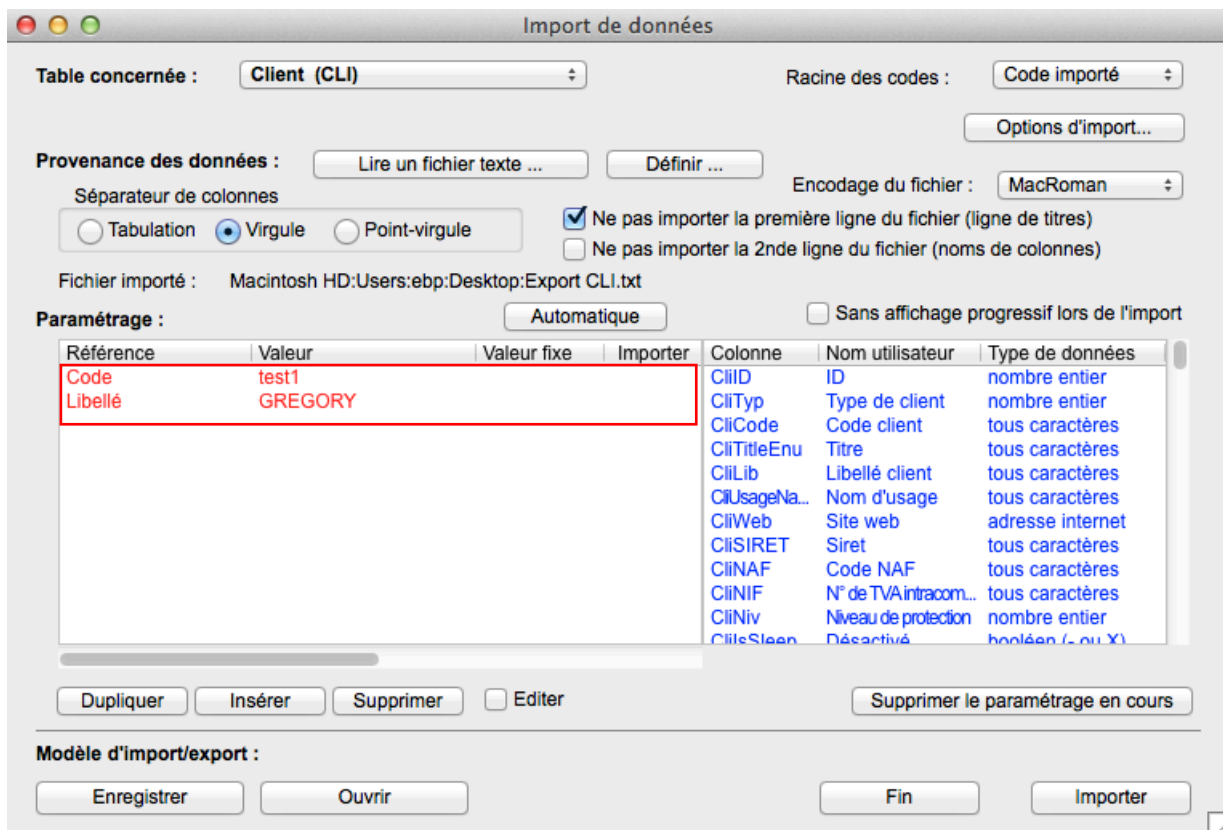 Import de données
Table concernée : Client (CLI) Racine des codes : Code importé
Options d'import...
Provenance des données : Lire un fichier texte ... Définir ...
Encodage du fichier : MacRoman
Séparateur de colonnes
Tabulation Virgule Point-virgule
Ne pas importer la première ligne du fichier (ligne de titres)
Ne pas importer la 2nde ligne du fichier (noms de colonnes)
Fichier importé : Macintosh HD:Users:ebp:Desktop:Export CLI.txt
Paramétrage : Automatique Sans affichage progressif lors de l'import
Référence Valeur Valeur fixe Importer
Code test1
Libellé GREGORY
Colonne Nom utilisateur Type de données
CliID ID nombre entier
CliTyp Type de client nombre entier
CliCode Code client tous caractères
CliTitleEnu Titre tous caractères
CliLib Libellé client tous caractères
CliUsageNa... Nom d'usage tous caractères
CliWeb Site web adresse internet
CliSIRET Siret tous caractères
CliNAF Code NAF tous caractères
CliNIF N° de TVA intracom... tous caractères
CliNiv Niveau de protection nombre entier
CliIsSleep Désactivé booléen (- ou X)
Dupliquer Insérer Supprimer Editer Supprimer le paramétrage en cours
Modèle d'import/export :
Enregistrer Ouvrir Fin Importer